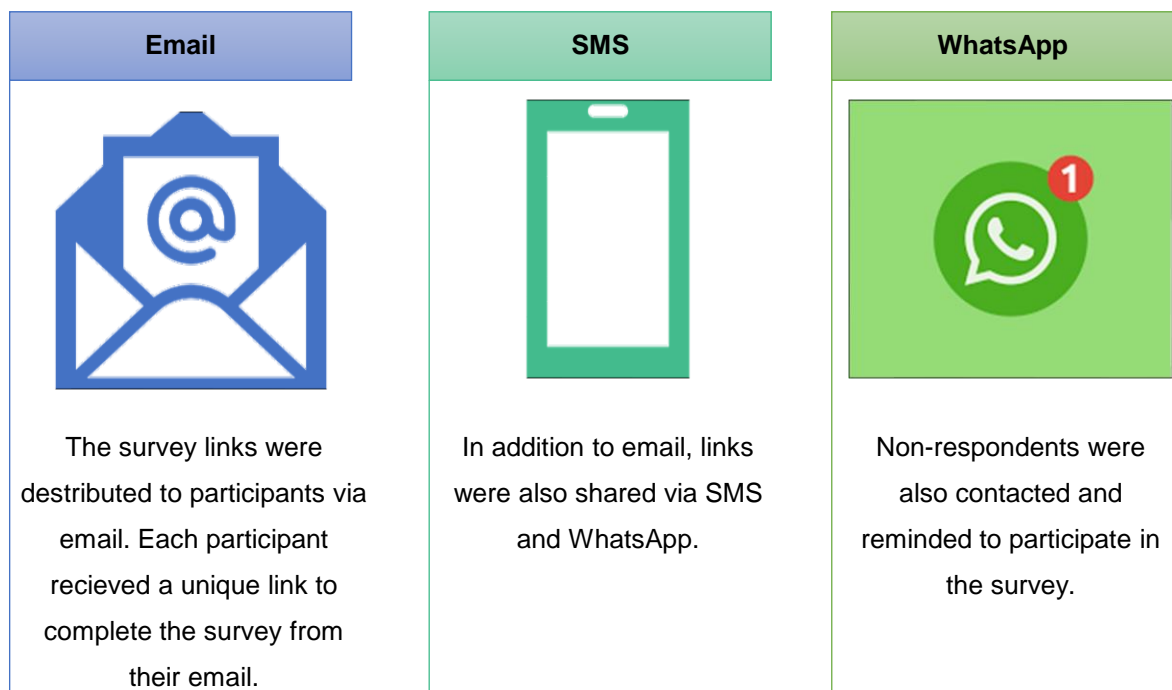 Email
@
The survey links were
destributed to participants via
email. Each participant
recieved a unique link to
complete the survey from
their email.
SMS
In addition to email, links
were also shared via SMS
and WhatsApp.
WhatsApp
1
Non-respondents were
also contacted and
reminded to participate in
the survey.